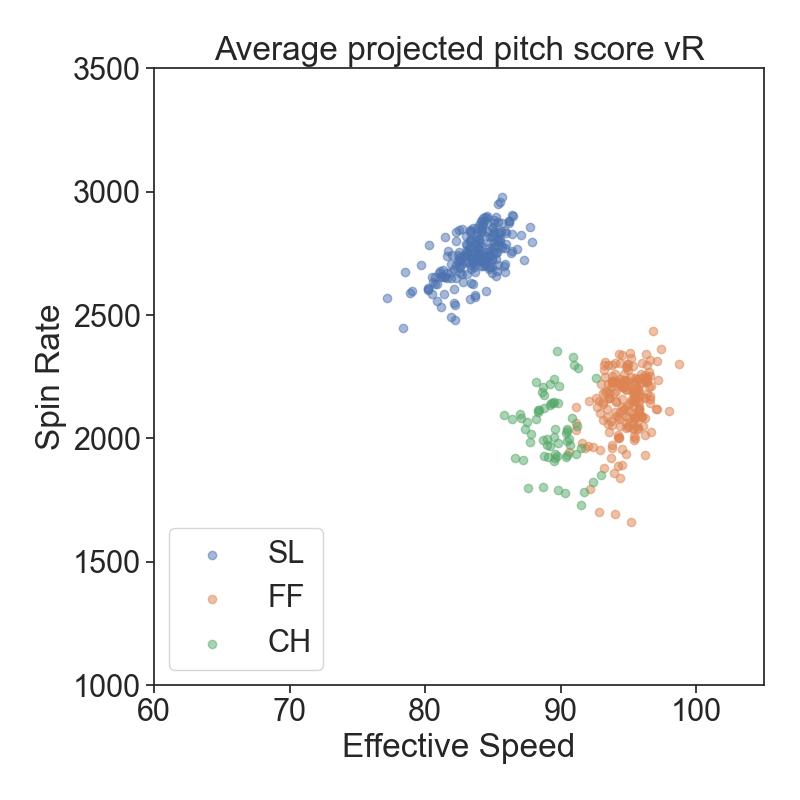 Average projected pitch score vR
3500
3000
2500
2000
1500
1000
Spin Rate
SL
FF
CH
60 70 80 90 100
Effective Speed